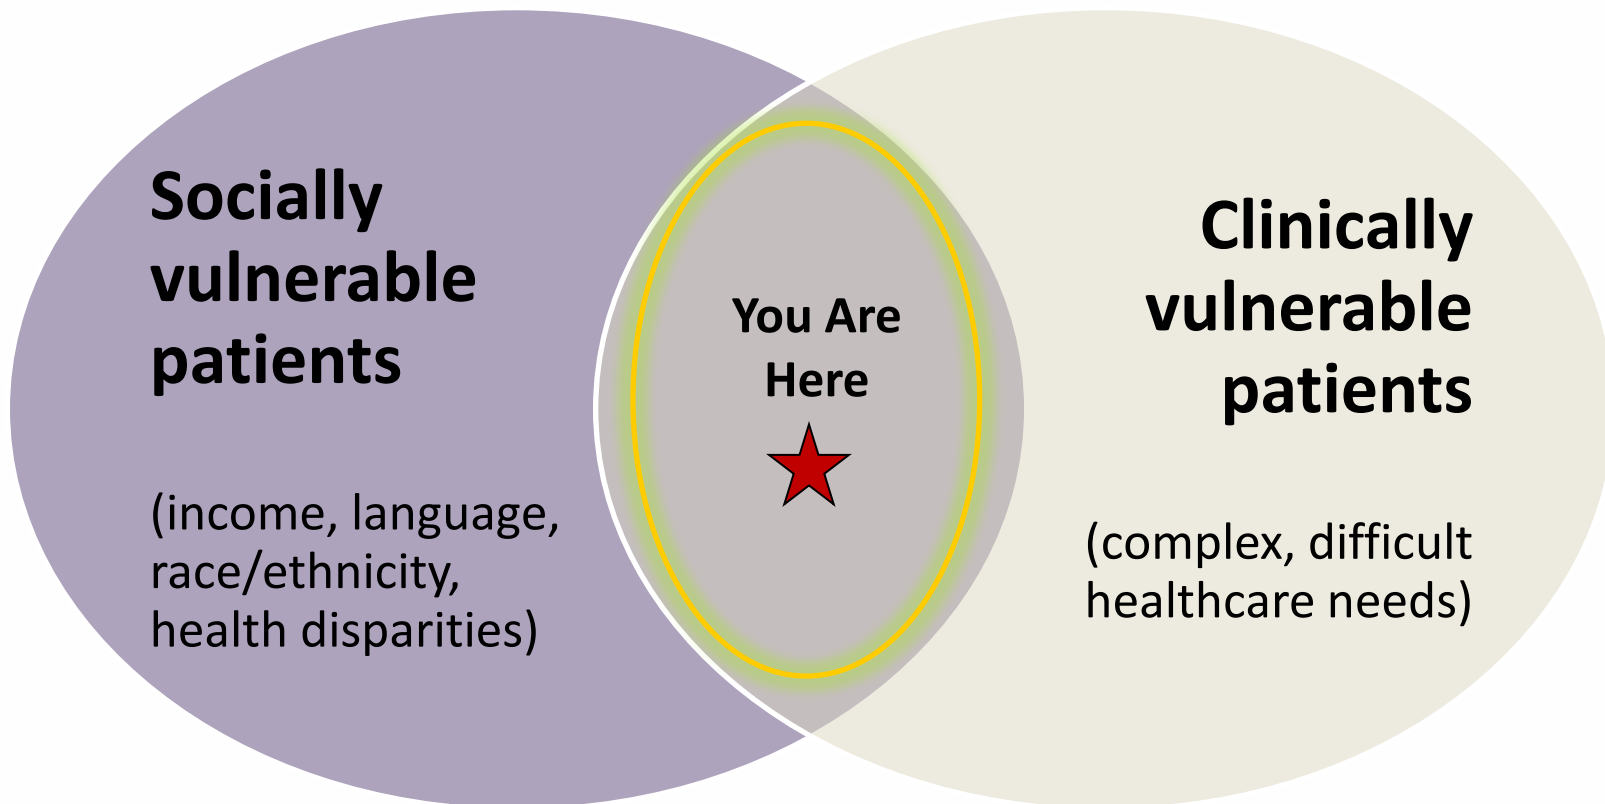 Socially
vulnerable
patients
(income, language,
race/ethnicity,
health disparities)
You Are
Here
Clinically
vulnerable
patients
(complex, difficult
healthcare needs)